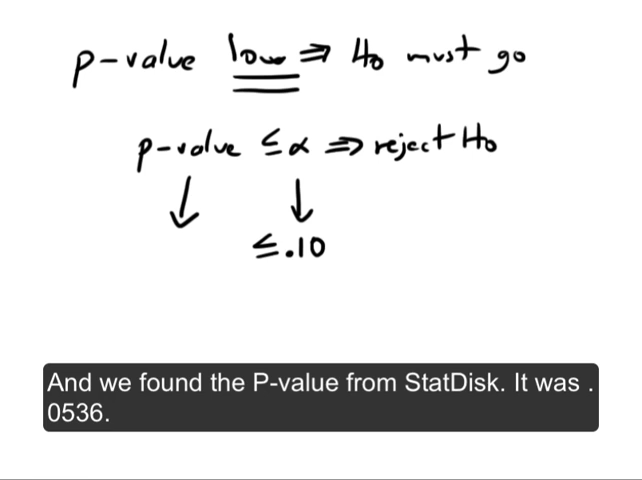 p-value low ⇒ H₀ must go
p-value ≤ α ⇒ reject H₀
↓ ↓
≤ .10
And we found the P-value from StatDisk. It was .
0536.